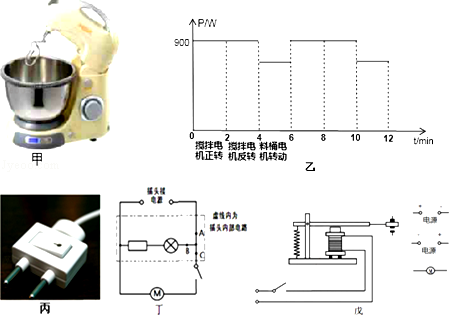 P/W
900
0 2 4 6 8 10 12 t/min
搅拌电机正转
搅拌电机反转
料桶电机转动
甲
乙
插头接电源
虚线内为插头内部电路
A
B
C
M
丙
丁
戊
+ -
电源
- +
电源
M